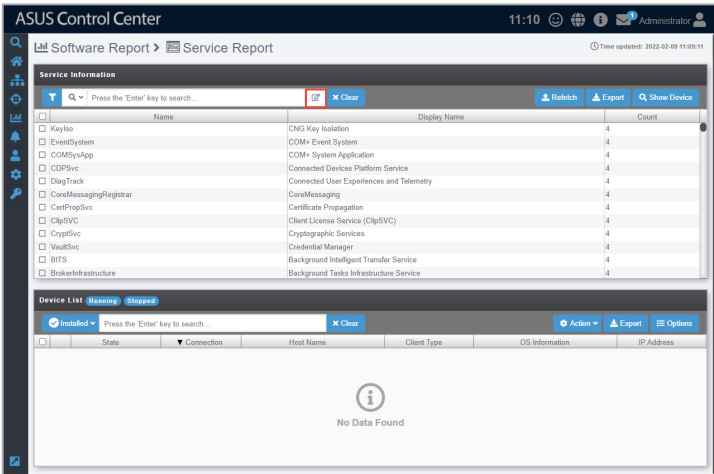 ASUS Control Center
11:10
1
Administrator
Software Report > Service Report
Time updated: 2022-02-09 11:09:11
Service Information
Press the 'Enter' key to search...
Clear
Refetch
Export
Show Device
Name Display Name Count
KeyIso CNG Key Isolation 4
EventSystem COM+ Event System 4
COMSysApp COM+ System Application 4
CDPSvc Connected Devices Platform Service 4
DiagTrack Connected User Experiences and Telemetry 4
CoreMessagingRegistrar CoreMessaging 4
CertPropSvc Certificate Propagation 4
ClipSVC Client License Service (ClipSVC) 4
CryptSvc Cryptographic Services 4
VaultSvc Credential Manager 4
BITS Background Intelligent Transfer Service 4
BrokerInfrastructure Background Tasks Infrastructure Service 4
Device List Running Stopped
Installed
Press the 'Enter' key to search...
Clear
Action
Export
Options
State Connection Host Name Client Type OS Information IP Address
No Data Found